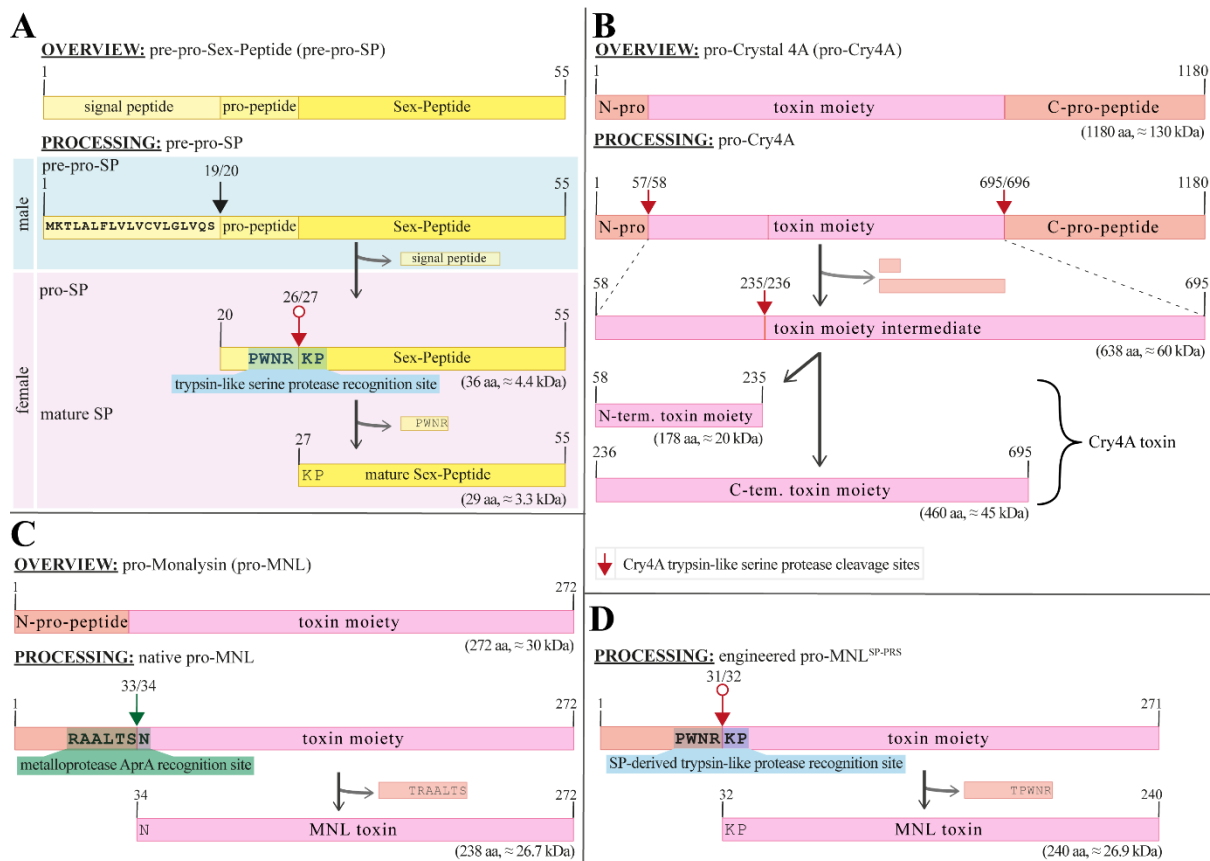 A
OVERVIEW: pre-pro-Sex-Peptide (pre-pro-SP)
1 55
signal peptide pro-peptide Sex-Peptide
PROCESSING: pre-pro-SP
male
pre-pro-SP
19/20
1 55
MKTLALFLVLVCVLGLVQS pro-peptide Sex-Peptide
signal peptide
female
pro-SP
26/27
20 55
PWNR KP Sex-Peptide
(36 aa, ≈ 4.4 kDa)
trypsin-like serine protease recognition site
mature SP
PWNR
27 55
KP mature Sex-Peptide
(29 aa, ≈ 3.3 kDa)
B
OVERVIEW: pro-Crystal 4A (pro-Cry4A)
1 1180
N-pro toxin moiety C-pro-peptide
(1180 aa, ≈ 130 kDa)
PROCESSING: pro-Cry4A
1 57/58 695/696 1180
N-pro toxin moiety C-pro-peptide
58 235/236 695
toxin moiety intermediate
(638 aa, ≈ 60 kDa)
58 235
N-term. toxin moiety
(178 aa, ≈ 20 kDa)
236 695
C-tem. toxin moiety
(460 aa, ≈ 45 kDa)
Cry4A toxin
Cry4A trypsin-like serine protease cleavage sites
C
OVERVIEW: pro-Monalysin (pro-MNL)
1 272
N-pro-peptide toxin moiety
(272 aa, ≈ 30 kDa)
PROCESSING: native pro-MNL
33/34
1 272
RAALTS N toxin moiety
metalloprotease AprA recognition site
TRAALTS
34 272
N MNL toxin
(238 aa, ≈ 26.7 kDa)
D
PROCESSING: engineered pro-MNLSP-PRS
31/32
1 271
PWNR KP toxin moiety
SP-derived trypsin-like protease recognition site
TPWNR
32 240
KP MNL toxin
(240 aa, ≈ 26.9 kDa)